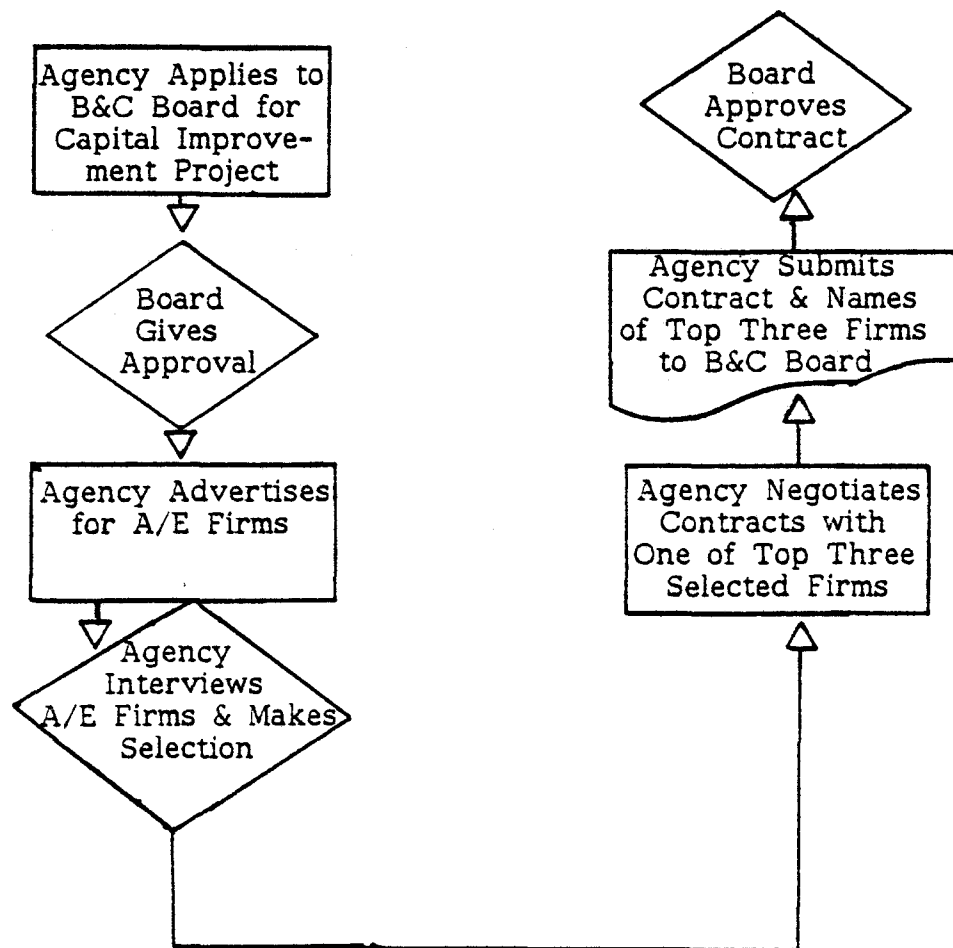 Agency Applies to
B&C Board for
Capital Improve-
ment Project
Board
Gives
Approval
Agency Advertises
for A/E Firms
Agency
Interviews
A/E Firms & Makes
Selection
Agency Negotiates
Contracts with
One of Top Three
Selected Firms
Agency Submits
Contract & Names
of Top Three Firms
to B&C Board
Board
Approves
Contract